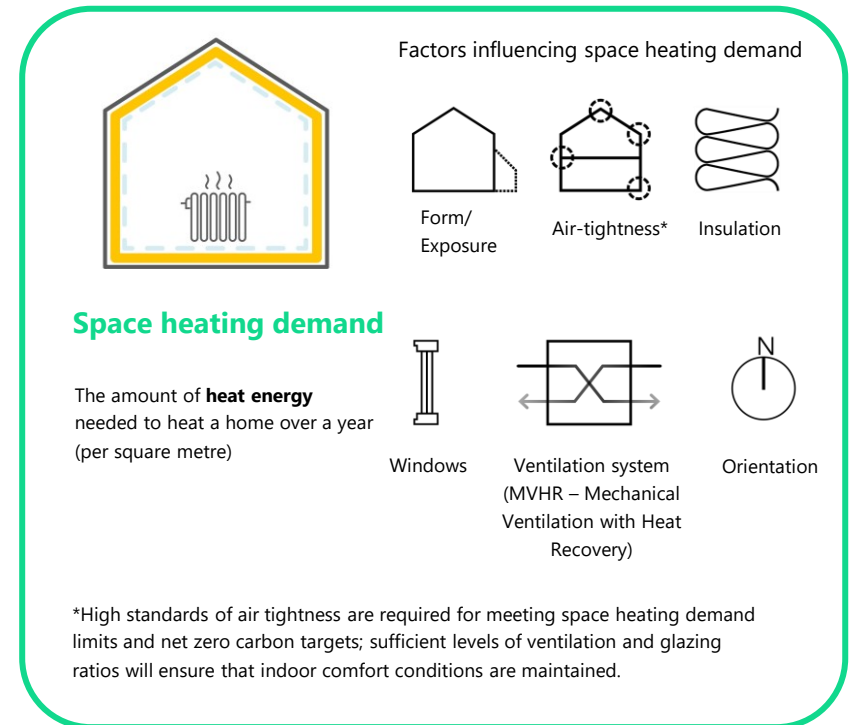 Factors influencing space heating demand
Form/
Exposure
Air-tightness*
Insulation
Space heating demand
The amount of heat energy
needed to heat a home over a year
(per square metre)
N
Windows
Ventilation system
(MVHR – Mechanical
Ventilation with Heat
Recovery)
Orientation
*High standards of air tightness are required for meeting space heating demand
limits and net zero carbon targets; sufficient levels of ventilation and glazing
ratios will ensure that indoor comfort conditions are maintained.